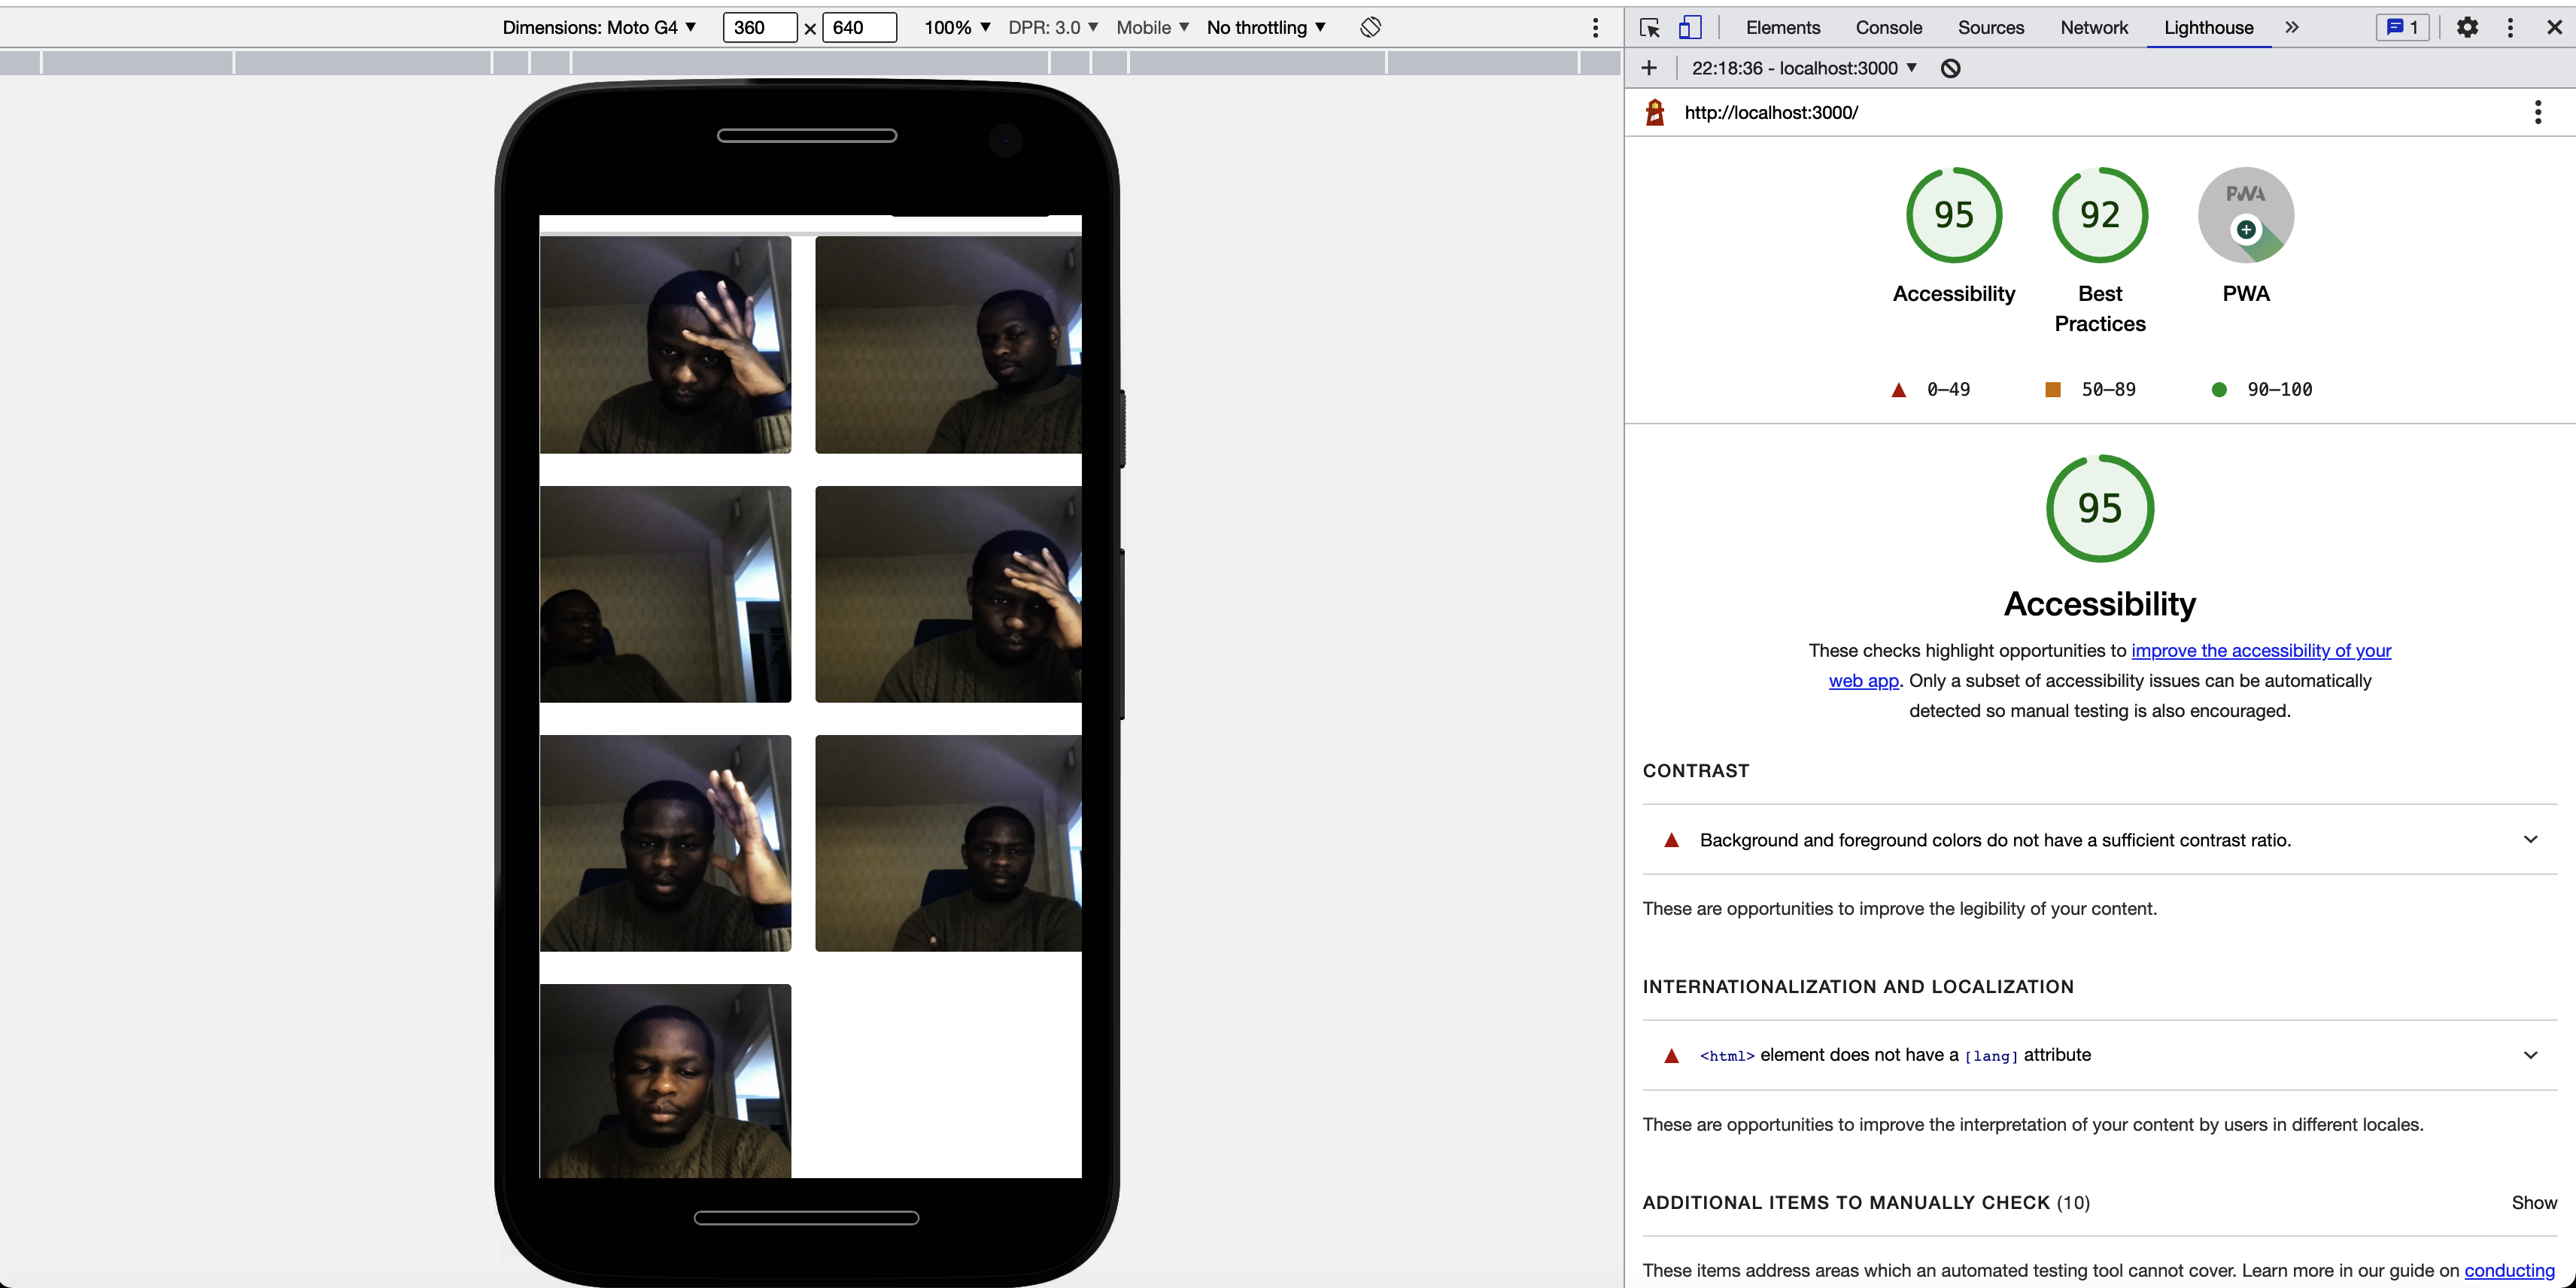 Dimensions: Moto G4 ▼ 360 × 640 100% ▼ DPR: 3.0 ▼ Mobile ▼ No throttling ▼
Elements Console Sources Network Lighthouse » 1
22:18:36 - localhost:3000 ▼
http://localhost:3000/
95 92 PWA
Accessibility Best Practices PWA
0–49 50–89 90–100
95
Accessibility
These checks highlight opportunities to improve the accessibility of your
web app. Only a subset of accessibility issues can be automatically
detected so manual testing is also encouraged.
CONTRAST
Background and foreground colors do not have a sufficient contrast ratio.
These are opportunities to improve the legibility of your content.
INTERNATIONALIZATION AND LOCALIZATION
<html> element does not have a [lang] attribute
These are opportunities to improve the interpretation of your content by users in different locales.
ADDITIONAL ITEMS TO MANUALLY CHECK (10) Show
These items address areas which an automated testing tool cannot cover. Learn more in our guide on conducting